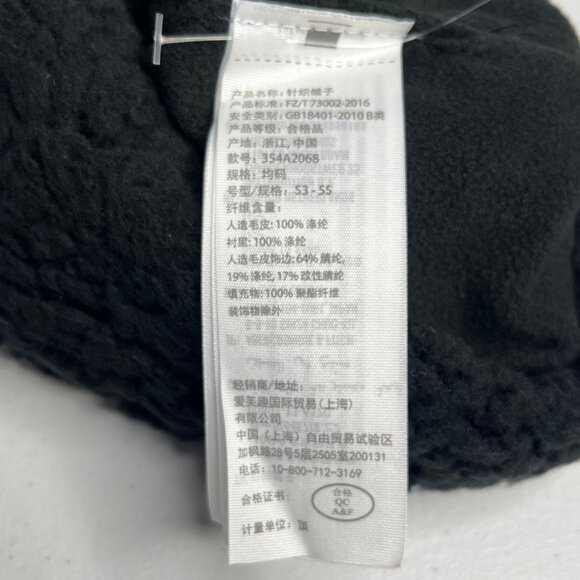 产品名称: 针织帽子
产品标准: FZ/T 73002-2016
安全类别: GB18401-2010 B类
产品等级: 合格品
产地: 浙江, 中国
款号: 354A2068
规格: 均码
号型/规格: 53 - 55
纤维含量:
人造毛皮: 100% 涤纶
衬里: 100% 涤纶
人造毛皮饰边: 64% 腈纶,
19% 涤纶, 17% 改性腈纶
填充物: 100% 聚酯纤维
装饰物除外
经销商/地址:
爱芙趣国际贸易(上海)
有限公司
中国(上海)自由贸易试验区
加枫路28号5层2505室200131
电话: 10-800-712-3169
合格证书:
合格
QC
A&F
计量单位: 顶